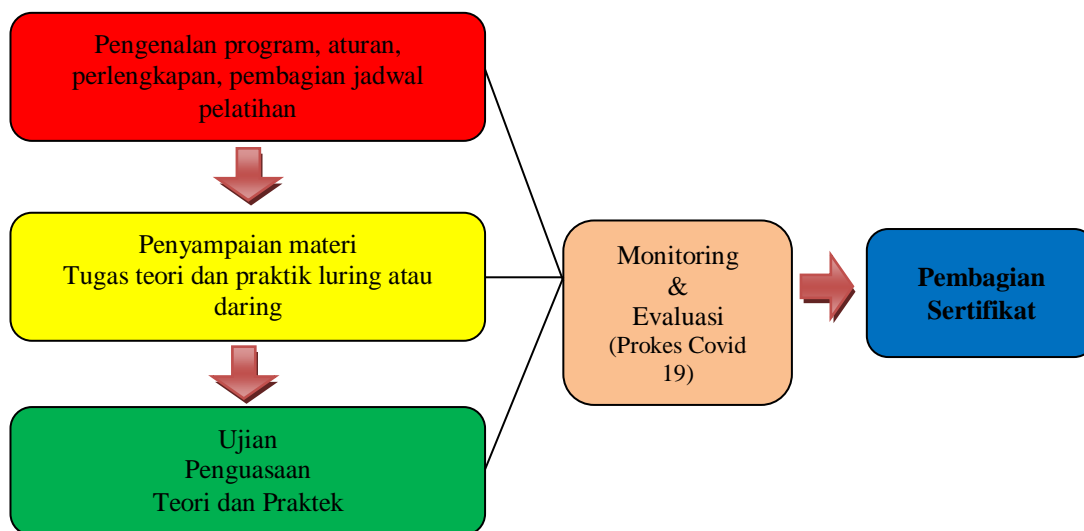 Pengenalan program, aturan,
perlengkapan, pembagian jadwal
pelatihan
Penyampaian materi
Tugas teori dan praktik luring atau
daring
Ujian
Penguasaan
Teori dan Praktek
Monitoring
&
Evaluasi
(Prokes Covid
19)
Pembagian
Sertifikat